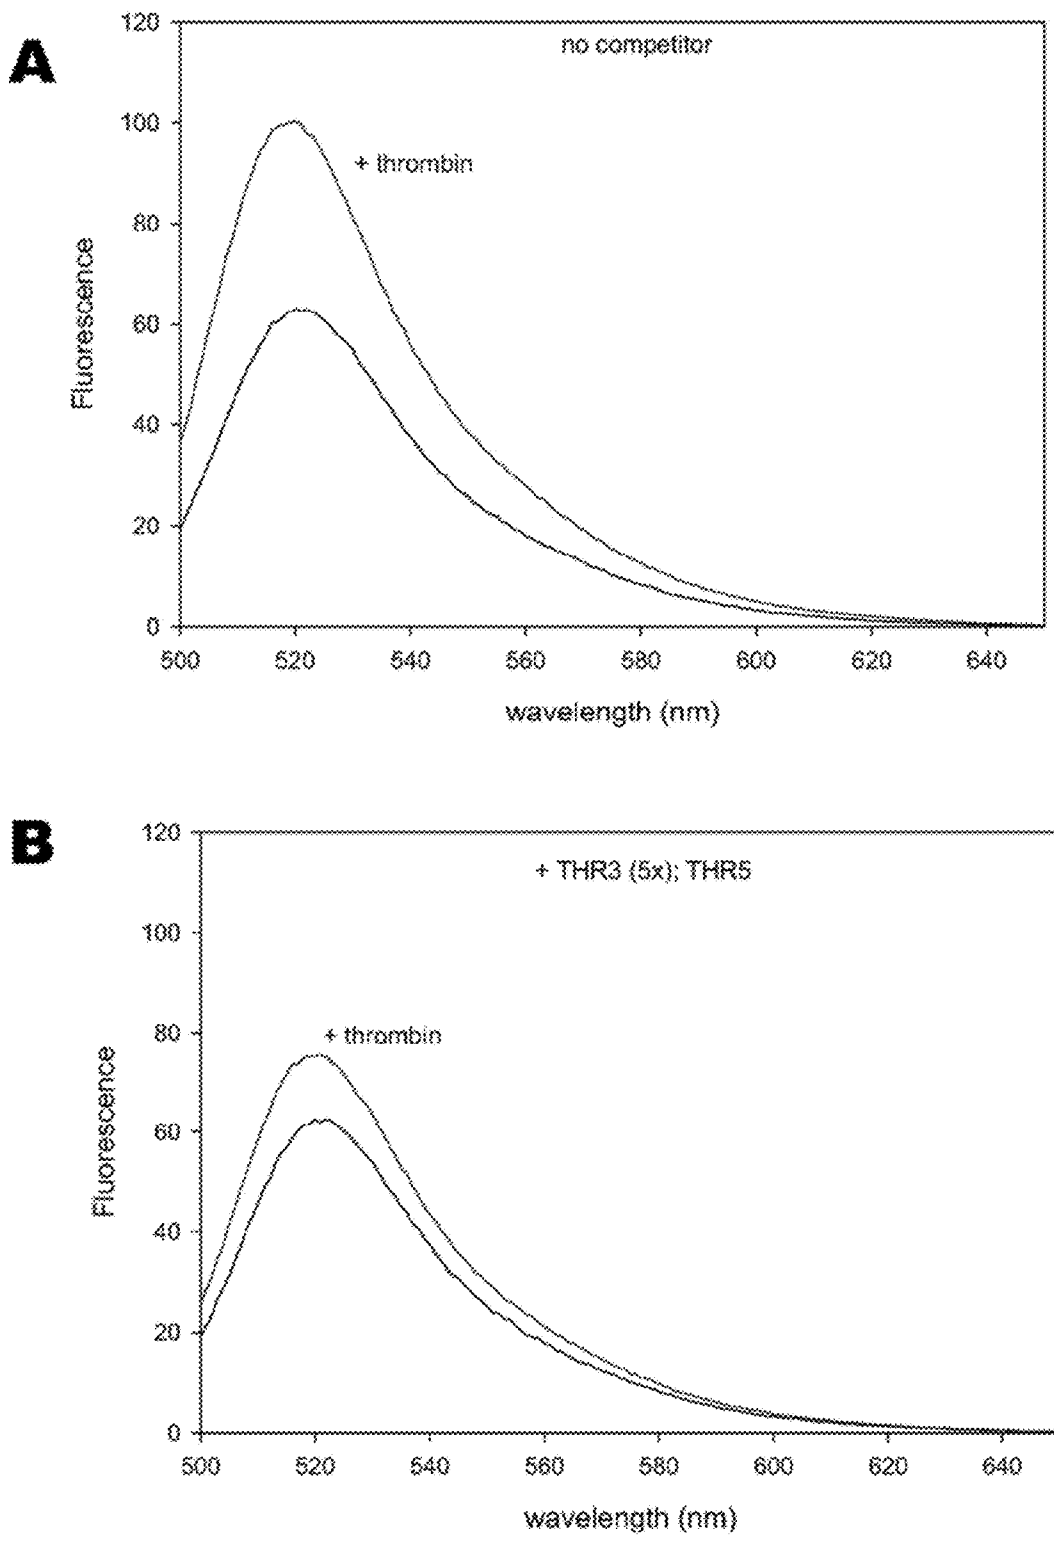 A
120
no competitor
100
+ thrombin
80
Fluorescence
60
40
20
0
500 520 540 560 580 600 620 640
wavelength (nm)
B
120
+ THR3 (5x); THR5
100
80
+ thrombin
Fluorescence
60
40
20
0
500 520 540 560 580 600 620 640
wavelength (nm)